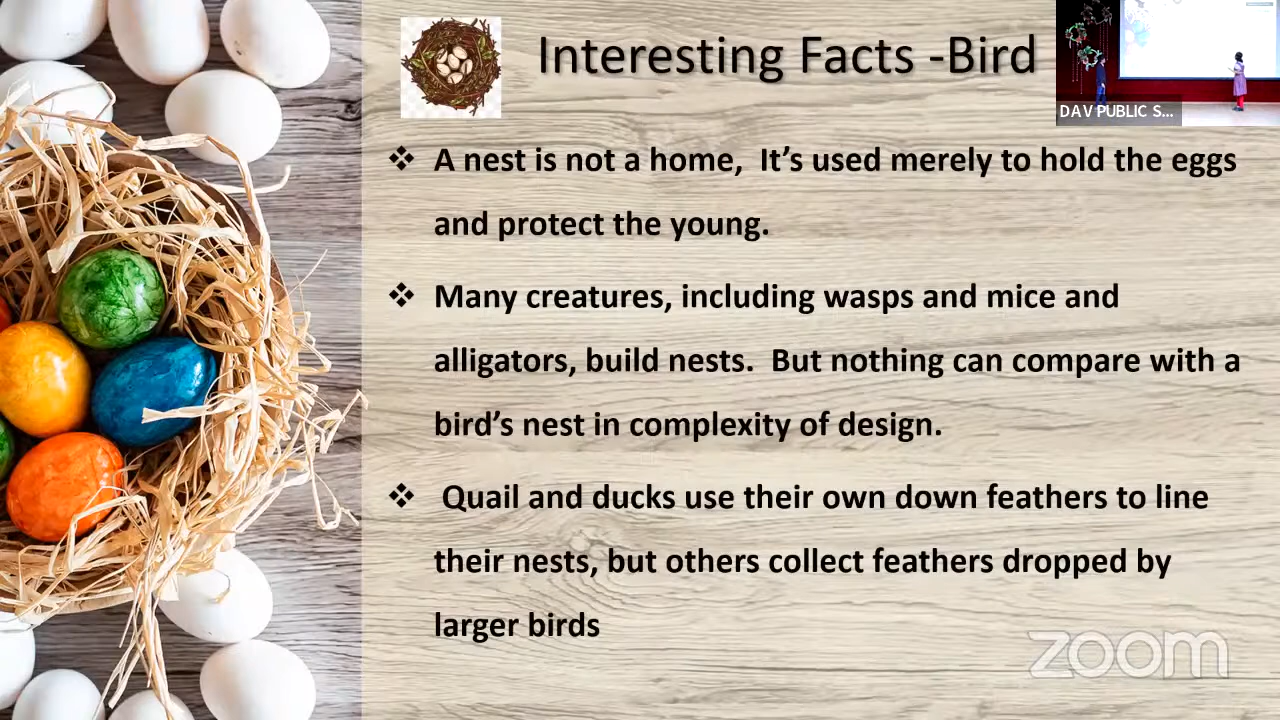 Interesting Facts -Bird
DAV PUBLIC S...
❖ A nest is not a home, It’s used merely to hold the eggs
and protect the young.
❖ Many creatures, including wasps and mice and
alligators, build nests. But nothing can compare with a
bird’s nest in complexity of design.
❖ Quail and ducks use their own down feathers to line
their nests, but others collect feathers dropped by
larger birds
zoom